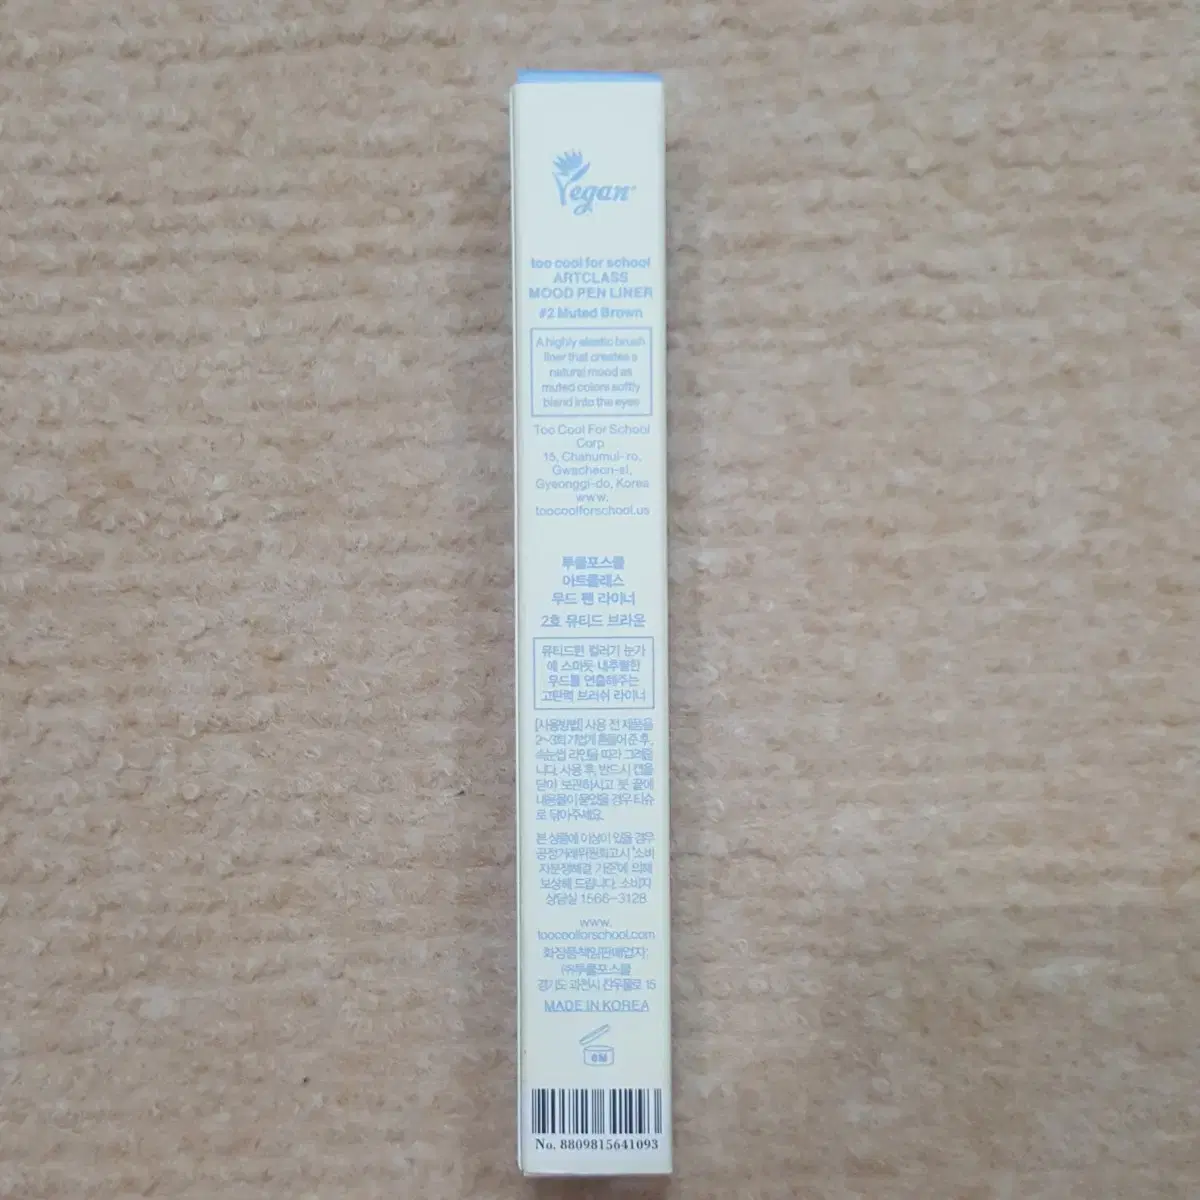 Vegan
too cool for school
ARTCLASS
MOOD PEN LINER
#2 Muted Brown
A highly elastic brush
liner that creates a
natural mood as
muted colors softly
blend into the eyes
Too Cool For School
Corp
15, Chanumul-ro,
Gwacheon-si,
Gyeonggi-do, Korea
www.
toocoolforschool.us
투쿨포스쿨
아트클래스
무드 펜 라이너
2호 뮤티드 브라운
뮤티드한 컬러가 눈가
에 스며듯 내추럴한
무드를 연출해주는
고탄력 브러쉬 라이너
[사용방법] 사용 전 제품을
2~3회 가볍게 흔들어 준 후,
속눈썹 라인을 따라 그려줍
니다. 사용 후, 반드시 캡을
닫아 보관하시고 붓 끝에
내용물이 묻었을 경우 티슈
로 닦아주세요.
본 상품에 이상이 있을 경우
공정거래위원회고시 '소비
자분쟁해결 기준'에 의해
보상해 드립니다. 소비자
상담실 1566-3128
www.
toocoolforschool.com
화장품책임판매업자:
(주)투쿨포스쿨
경기도 과천시 찬우물로 15
MADE IN KOREA
6M
No. 8809815641093